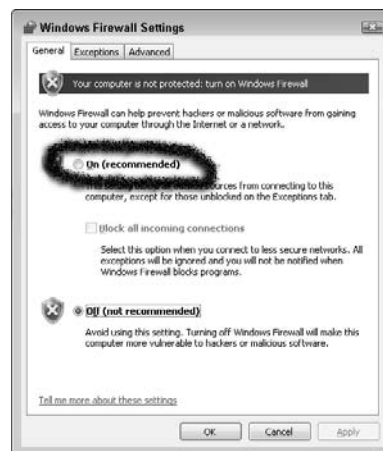 Windows Firewall Settings
General Exceptions Advanced
Your computer is not protected: turn on Windows Firewall
Windows Firewall can help prevent hackers or malicious software from gaining
access to your computer through the Internet or a network.
On (recommended)
This setting blocks all outside sources from connecting to this
computer, except for those unblocked on the Exceptions tab.
Block all incoming connections
Select this option when you connect to less secure networks. All
exceptions will be ignored and you will not be notified when
Windows Firewall blocks programs.
Off (not recommended)
Avoid using this setting. Turning off Windows Firewall will make this
computer more vulnerable to hackers or malicious software.
Tell me more about these settings
OK Cancel Apply